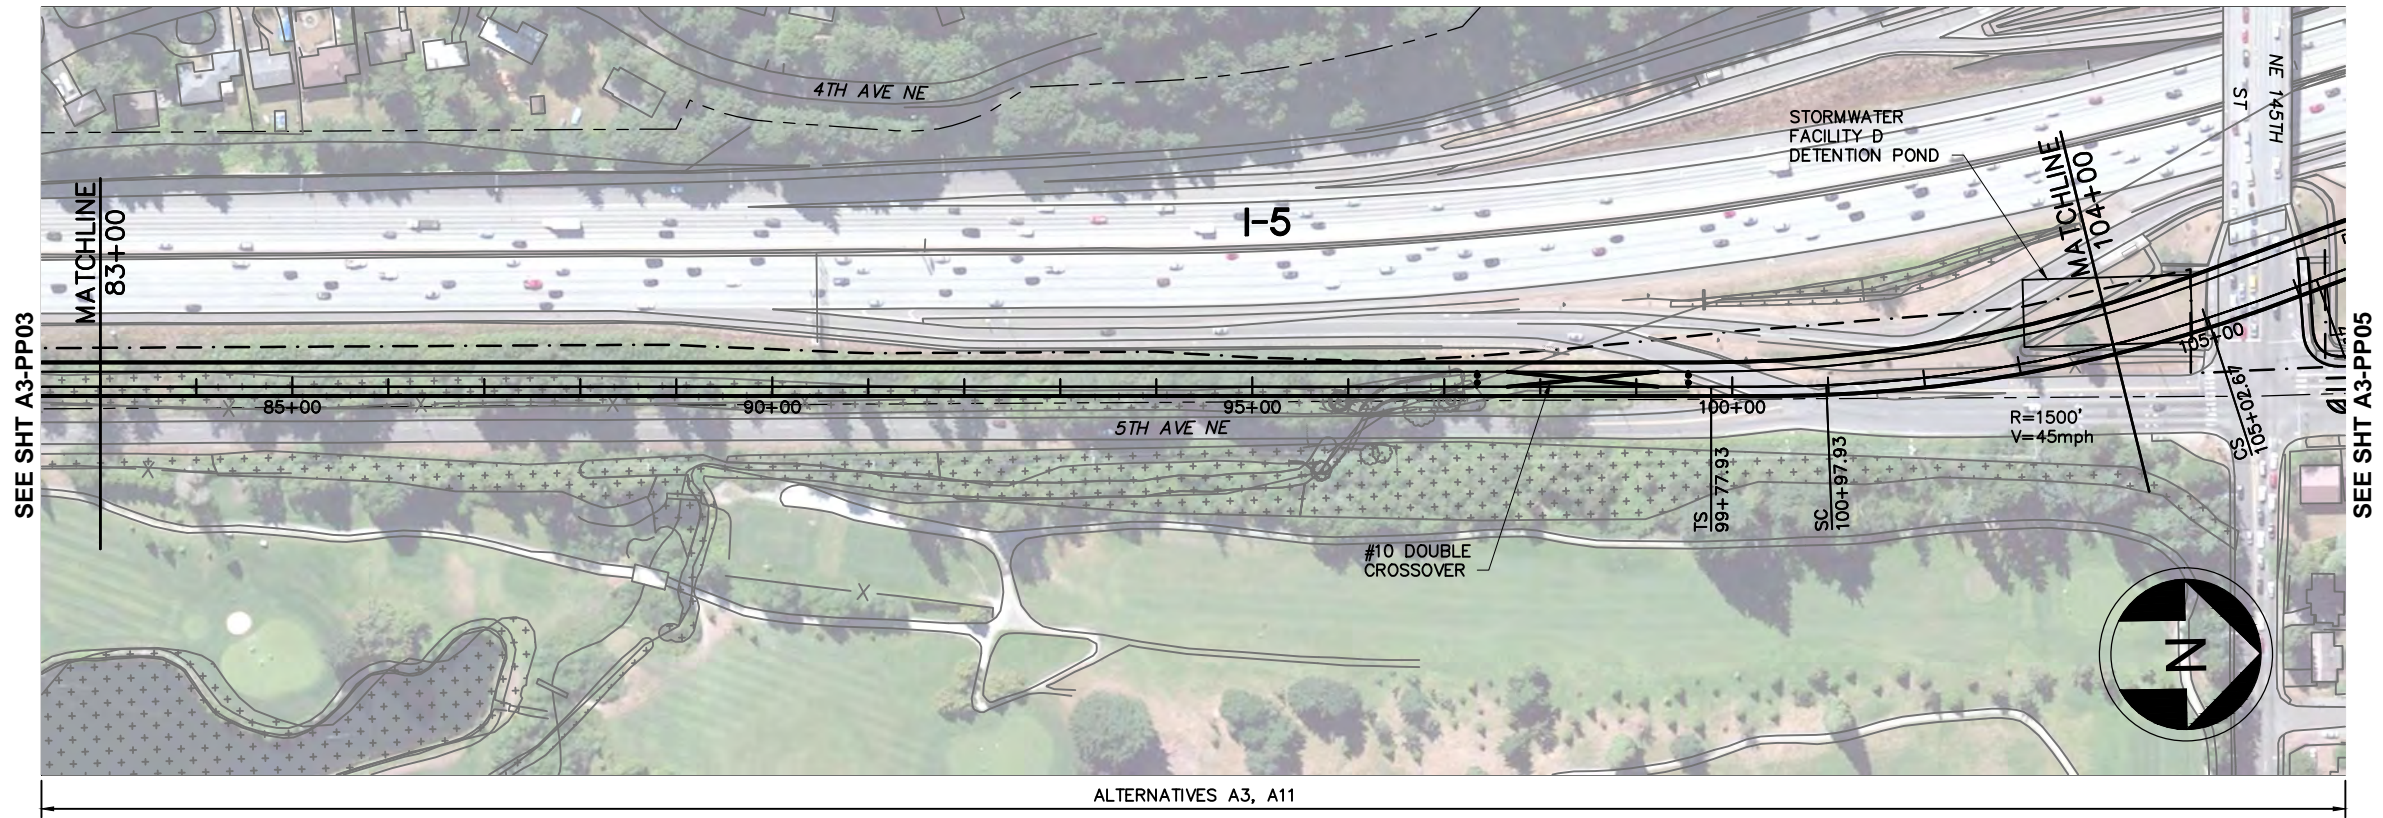 4TH AVE NE
NE 145TH
ST
STORMWATER
FACILITY D
DETENTION POND
MATCHLINE
83+00
I-5
MATCHLINE
104+00
SEE SHT A3-PP03
SEE SHT A3-PP05
105+00
85+00
90+00
95+00
100+00
5TH AVE NE
R=1500'
V=45mph
CS
105+02.67
TS
99+77.93
SC
100+97.93
#10 DOUBLE
CROSSOVER
N
ALTERNATIVES A3, A11